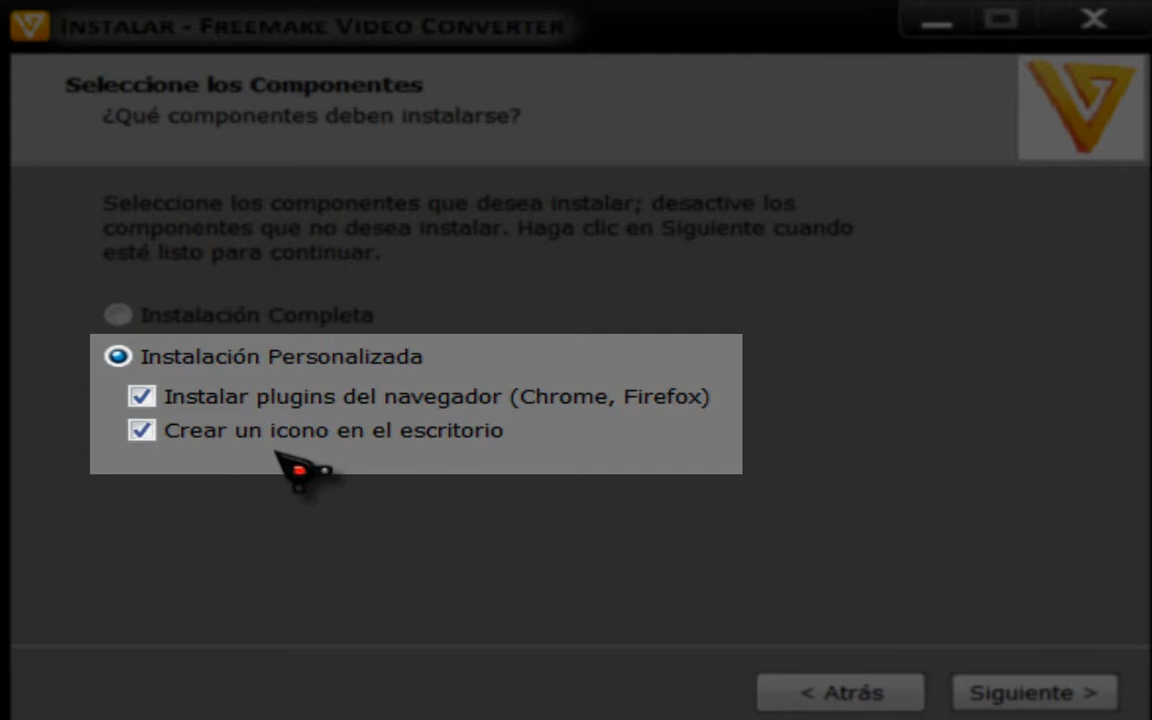 Instalar - Freemake Video Converter
Seleccione los Componentes
¿Qué componentes deben instalarse?
Seleccione los componentes que desea instalar; desactive los
componentes que no desea instalar. Haga clic en Siguiente cuando
esté listo para continuar.
Instalación Completa
Instalación Personalizada
Instalar plugins del navegador (Chrome, Firefox)
Crear un icono en el escritorio
< Atrás
Siguiente >